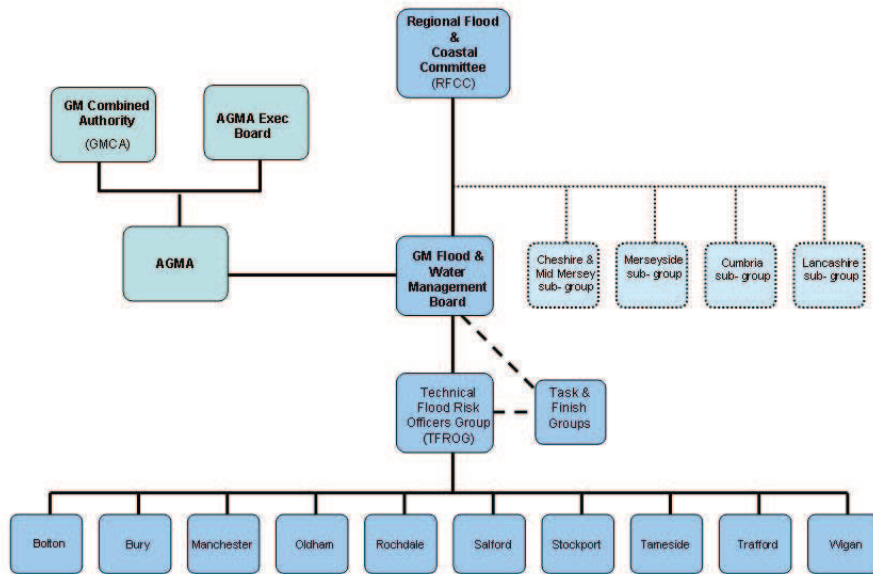 Regional Flood
&
Coastal
Committee
(RFCC)
GM Combined
Authority
(GMCA)
AGMA Exec
Board
AGMA
GM Flood &
Water
Management
Board
Cheshire &
Mid Mersey
sub- group
Merseyside
sub- group
Cumbria
sub- group
Lancashire
sub- group
Technical
Flood Risk
Officers Group
(TFROG)
Task &
Finish
Groups
Bolton
Bury
Manchester
Oldham
Rochdale
Salford
Stockport
Tameside
Trafford
Wigan